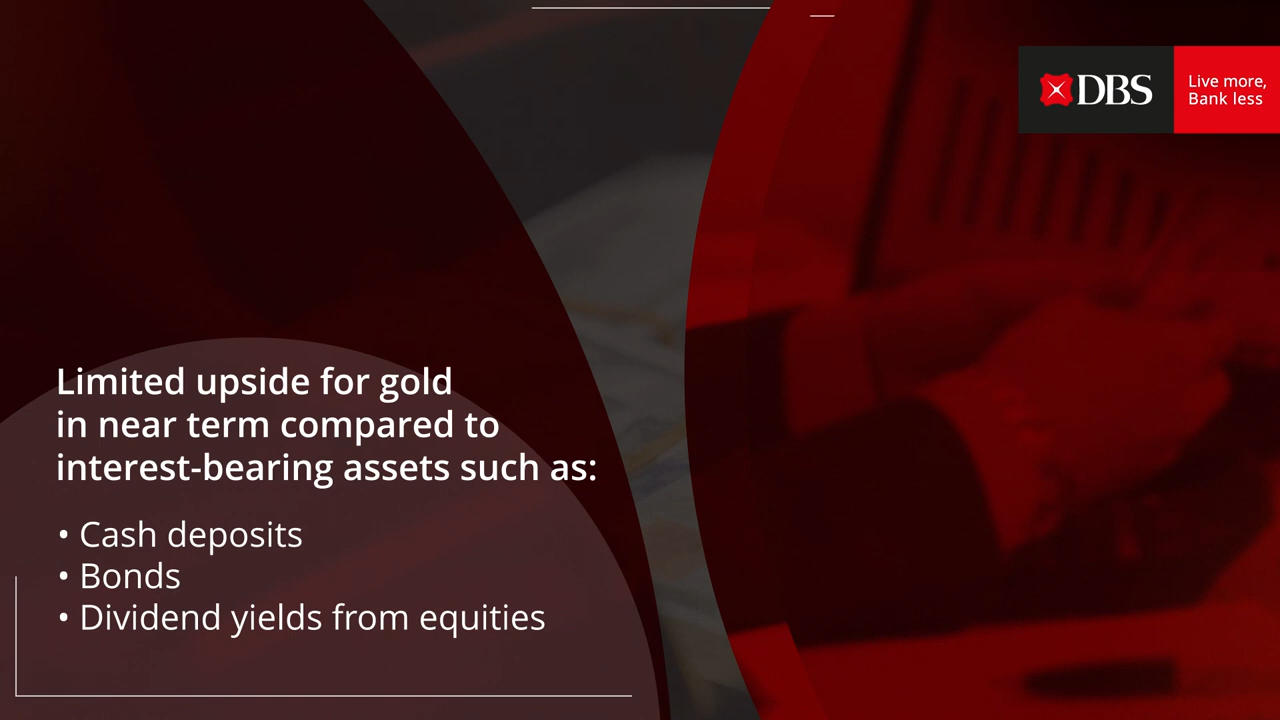 DBS
Live more,
Bank less
Limited upside for gold
in near term compared to
interest-bearing assets such as:
• Cash deposits
• Bonds
• Dividend yields from equities